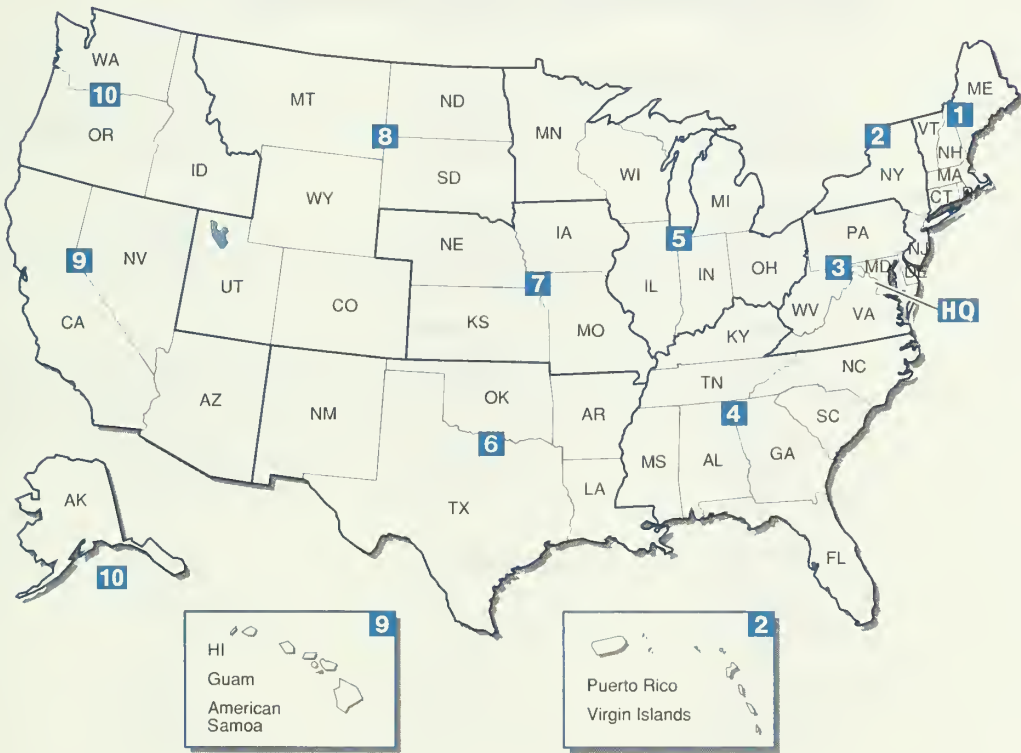 WA
ME
10
MT
ND
1
OR
8
MN
2
VT
NH
ID
SD
WI
NY
MA
WY
MI
CT
NE
IA
5
PA
NJ
9
NV
3
MD
DE
UT
7
IL
IN
OH
CO
HQ
CA
KS
MO
WV
VA
KY
TN
NC
AZ
NM
OK
AR
4
SC
6
MS
AL
GA
LA
AK
TX
FL
10
9
HI
Guam
American
Samoa
2
Puerto Rico
Virgin Islands